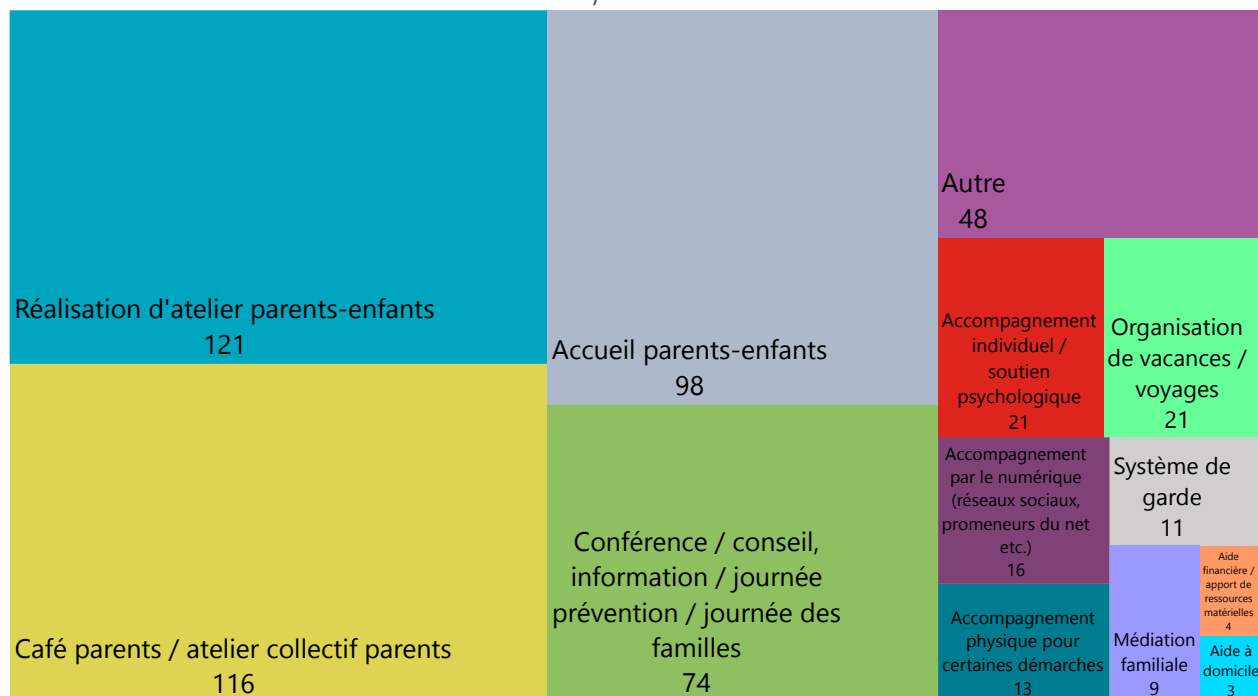 Réalisation d'atelier parents-enfants
121
Café parents / atelier collectif parents
116
Accueil parents-enfants
98
Conférence / conseil,
information / journée
prévention / journée des
familles
74
Autre
48
Accompagnement
individuel /
soutien
psychologique
21
Organisation
de vacances /
voyages
21
Accompagnement
par le numérique
(réseaux sociaux,
promeneurs du net
etc.)
16
Accompagnement
physique pour
certaines démarches
13
Système de
garde
11
Médiation
familiale
9
Aide
financière /
apport de
ressources
matérielles
4
Aide à
domicile
3